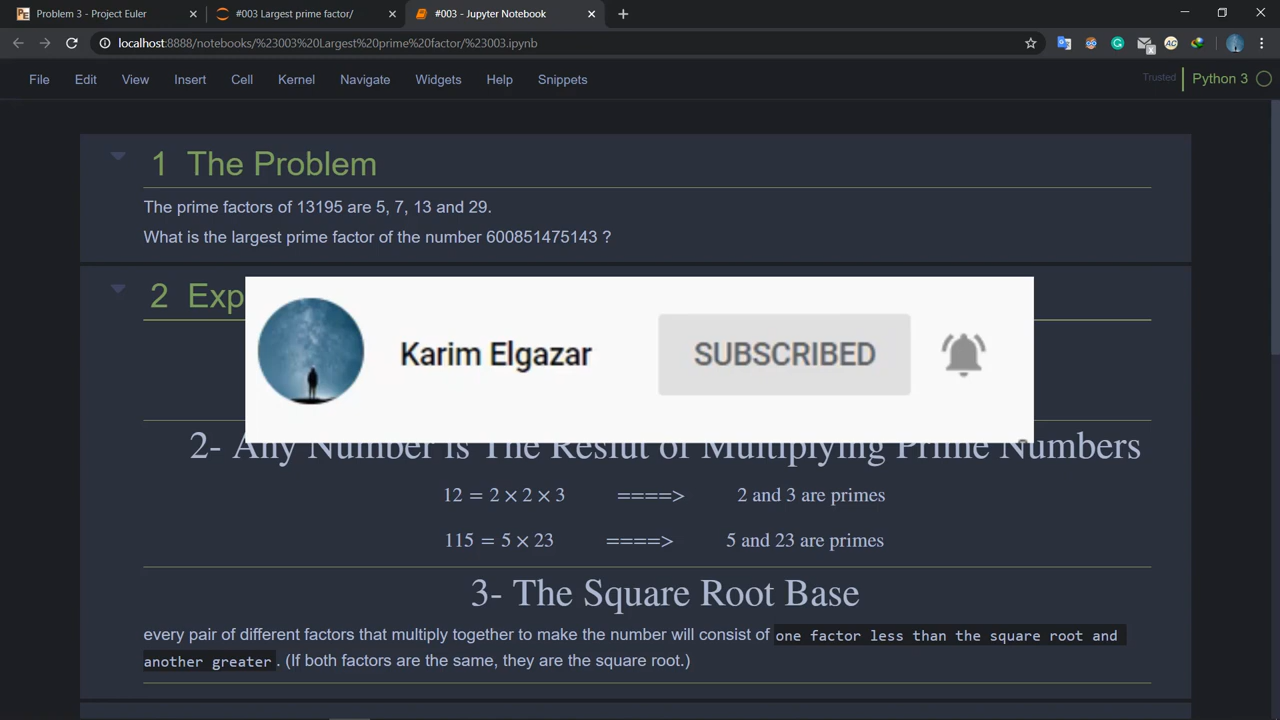 Problem 3 - Project Euler
#003 Largest prime factor/
#003 - Jupyter Notebook
localhost:8888/notebooks/%23003%20Largest%20prime%20factor/%23003.ipynb
File Edit View Insert Cell Kernel Navigate Widgets Help Snippets
Trusted Python 3
1 The Problem
The prime factors of 13195 are 5, 7, 13 and 29.
What is the largest prime factor of the number 600851475143 ?
2 Exp
Karim Elgazar SUBSCRIBED
2- Any Number is The Reslut of Multiplying Prime Numbers
12 = 2 × 2 × 3 ====> 2 and 3 are primes
115 = 5 × 23 ====> 5 and 23 are primes
3- The Square Root Base
every pair of different factors that multiply together to make the number will consist of one factor less than the square root and
another greater . (If both factors are the same, they are the square root.)